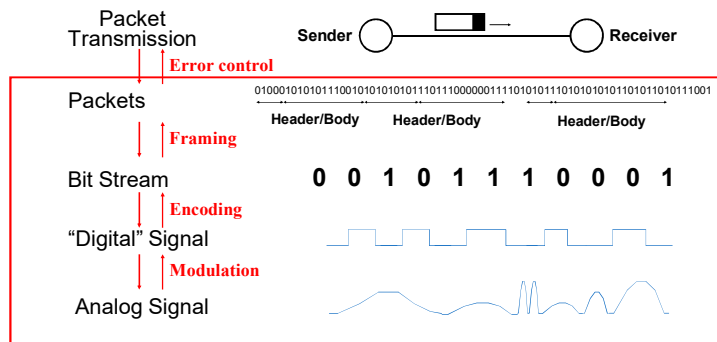 Packet
Transmission
Sender
Receiver
Error control
Packets
0100010101011100101010101011101110000001111010101110101010101101011010111001
Header/Body
Header/Body
Header/Body
Framing
Bit Stream
0 0 1 0 1 1 1 0 0 0 1
Encoding
“Digital” Signal
Modulation
Analog Signal